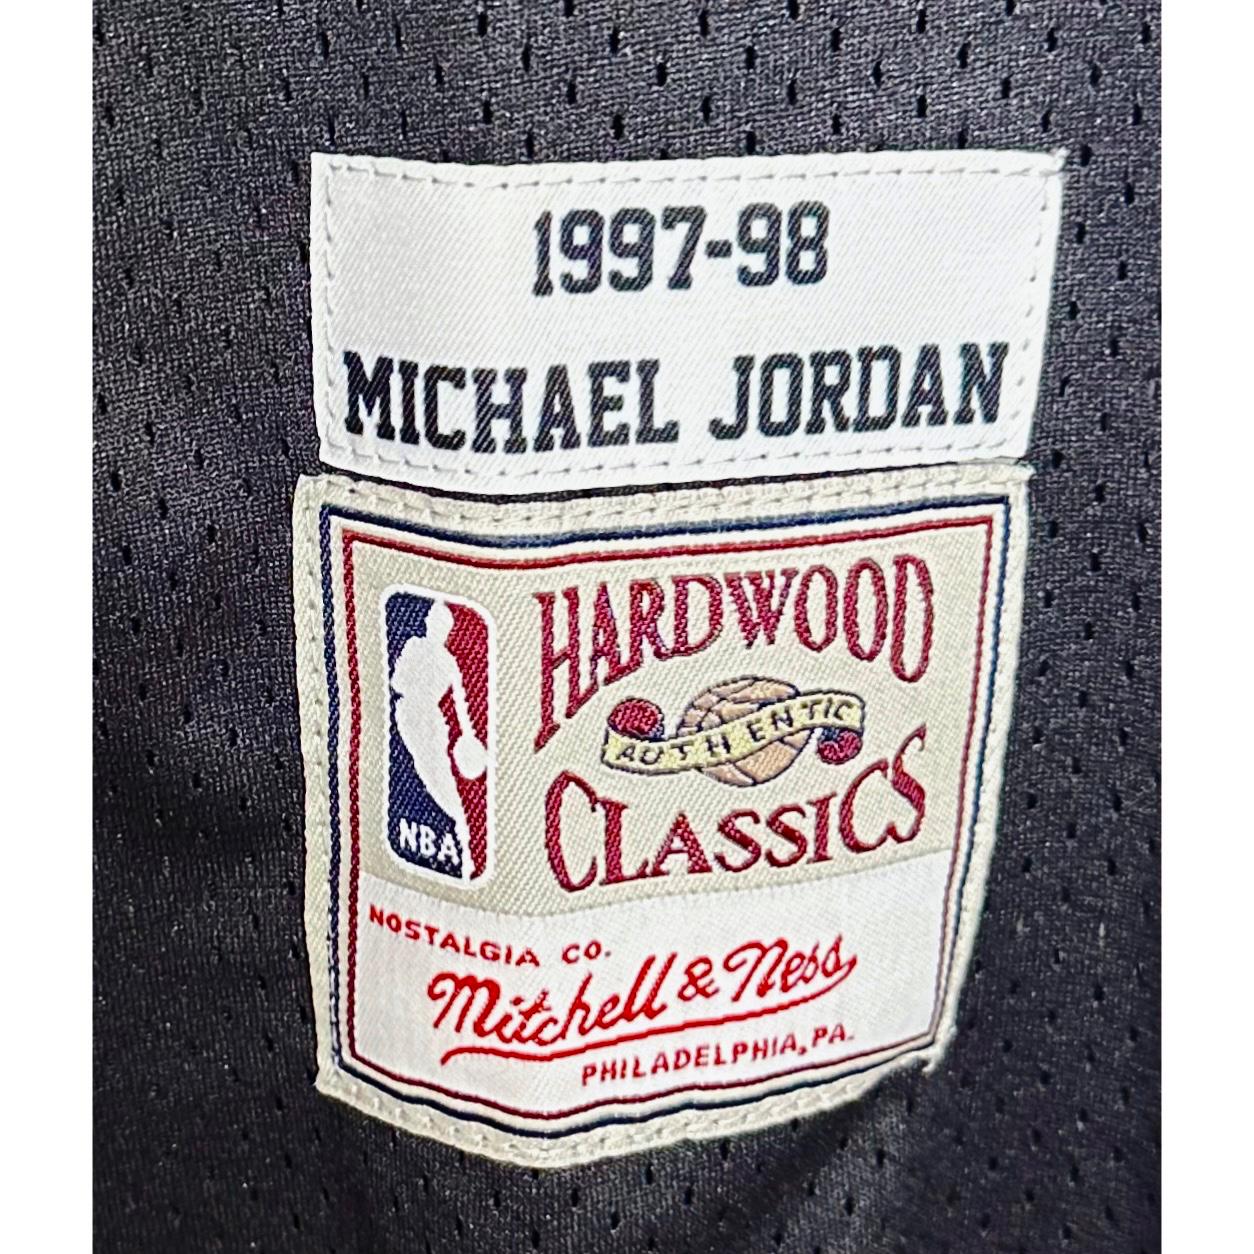 1997-98
MICHAEL JORDAN
HARDWOOD
AUTHENTIC
CLASSICS
NBA
NOSTALGIA CO.
Mitchell & Ness
PHILADELPHIA, PA.